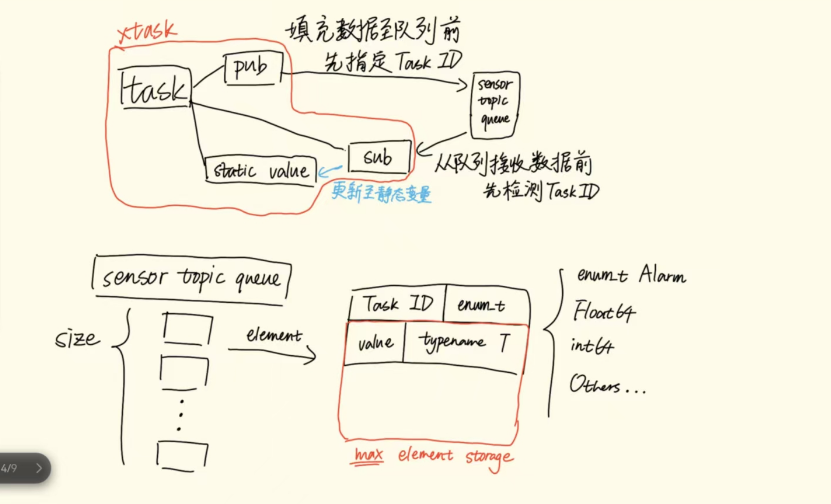 xtask
填充数据至队列前
先指定 Task ID
task
pub
sensor
topic
queue
sub
static value
更新至静态变量
从队列接收数据前
先检测 Task ID
sensor topic queue
size
element
Task ID
enum_t
value
typename T
max element storage
enum_t Alarm
Float64
int64
Others...
4/9